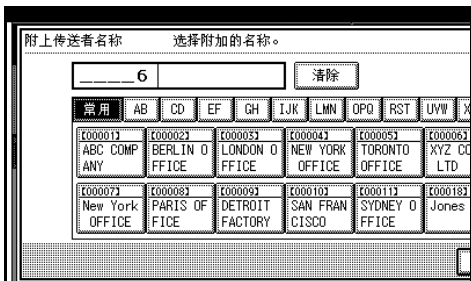 附上传送者名称 选择附加的名称。
____6 清除
常用 AB CD EF GH IJK LMN OPQ RST UVW X
【00001】 【00002】 【00003】 【00004】 【00005】 【00006】
ABC COMP BERLIN O LONDON O NEW YORK TORONTO XYZ CO
ANY FFICE FFICE OFFICE OFFICE LTD
【00007】 【00008】 【00009】 【00010】 【00011】 【00018】
New York PARIS OF DETROIT SAN FRAN SYDNEY O Jones
OFFICE FICE FACTORY CISCO FFICE